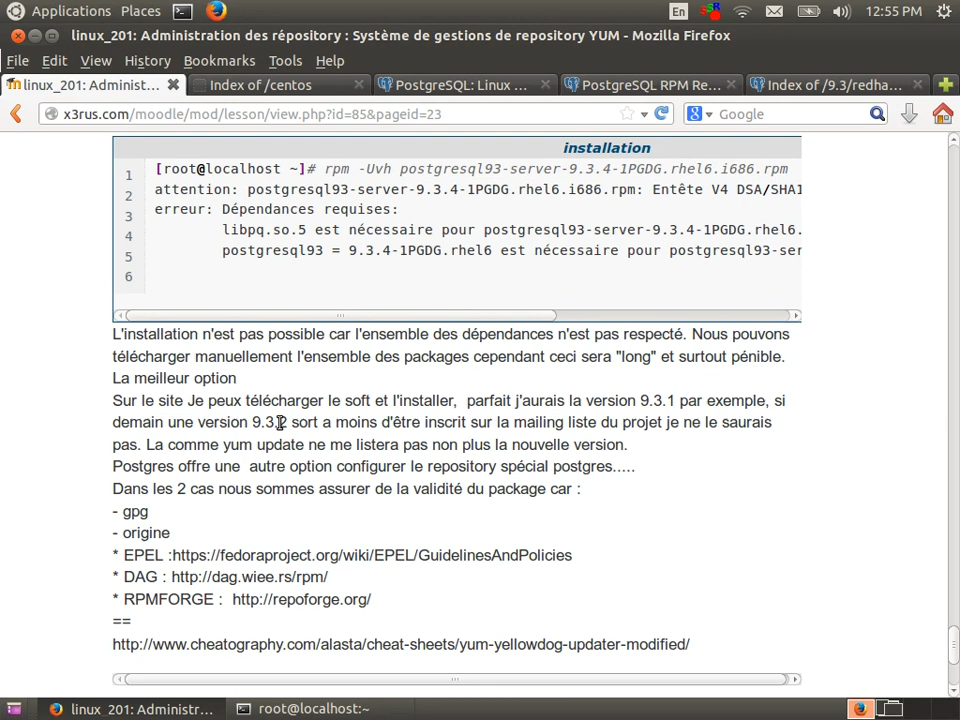 Applications Places En 12:55 PM
linux_201: Administration des répository : Système de gestions de repository YUM - Mozilla Firefox
File Edit View History Bookmarks Tools Help
linux_201: Administ... Index of /centos PostgreSQL: Linux ... PostgreSQL RPM Re... Index of /9.3/redha...
x3rus.com/moodle/mod/lesson/view.php?id=85&pageid=23 Google
installation
1 [root@localhost ~]# rpm -Uvh postgresql93-server-9.3.4-1PGDG.rhel6.i686.rpm
2 attention: postgresql93-server-9.3.4-1PGDG.rhel6.i686.rpm: Entête V4 DSA/SHA1
3 erreur: Dépendances requises:
4 libpq.so.5 est nécessaire pour postgresql93-server-9.3.4-1PGDG.rhel6.
5 postgresql93 = 9.3.4-1PGDG.rhel6 est nécessaire pour postgresql93-ser
6
L'installation n'est pas possible car l'ensemble des dépendances n'est pas respecté. Nous pouvons
télécharger manuellement l'ensemble des packages cependant ceci sera "long" et surtout pénible.
La meilleur option
Sur le site Je peux télécharger le soft et l'installer, parfait j'aurais la version 9.3.1 par exemple, si
demain une version 9.3.2 sort a moins d'être inscrit sur la mailing liste du projet je ne le saurais
pas. La comme yum update ne me listera pas non plus la nouvelle version.
Postgres offre une autre option configurer le repository spécial postgres.....
Dans les 2 cas nous sommes assurer de la validité du package car :
- gpg
- origine
* EPEL :https://fedoraproject.org/wiki/EPEL/GuidelinesAndPolicies
* DAG : http://dag.wiee.rs/rpm/
* RPMFORGE : http://repoforge.org/
==
http://www.cheatography.com/alasta/cheat-sheets/yum-yellowdog-updater-modified/
linux_201: Administr... root@localhost:~